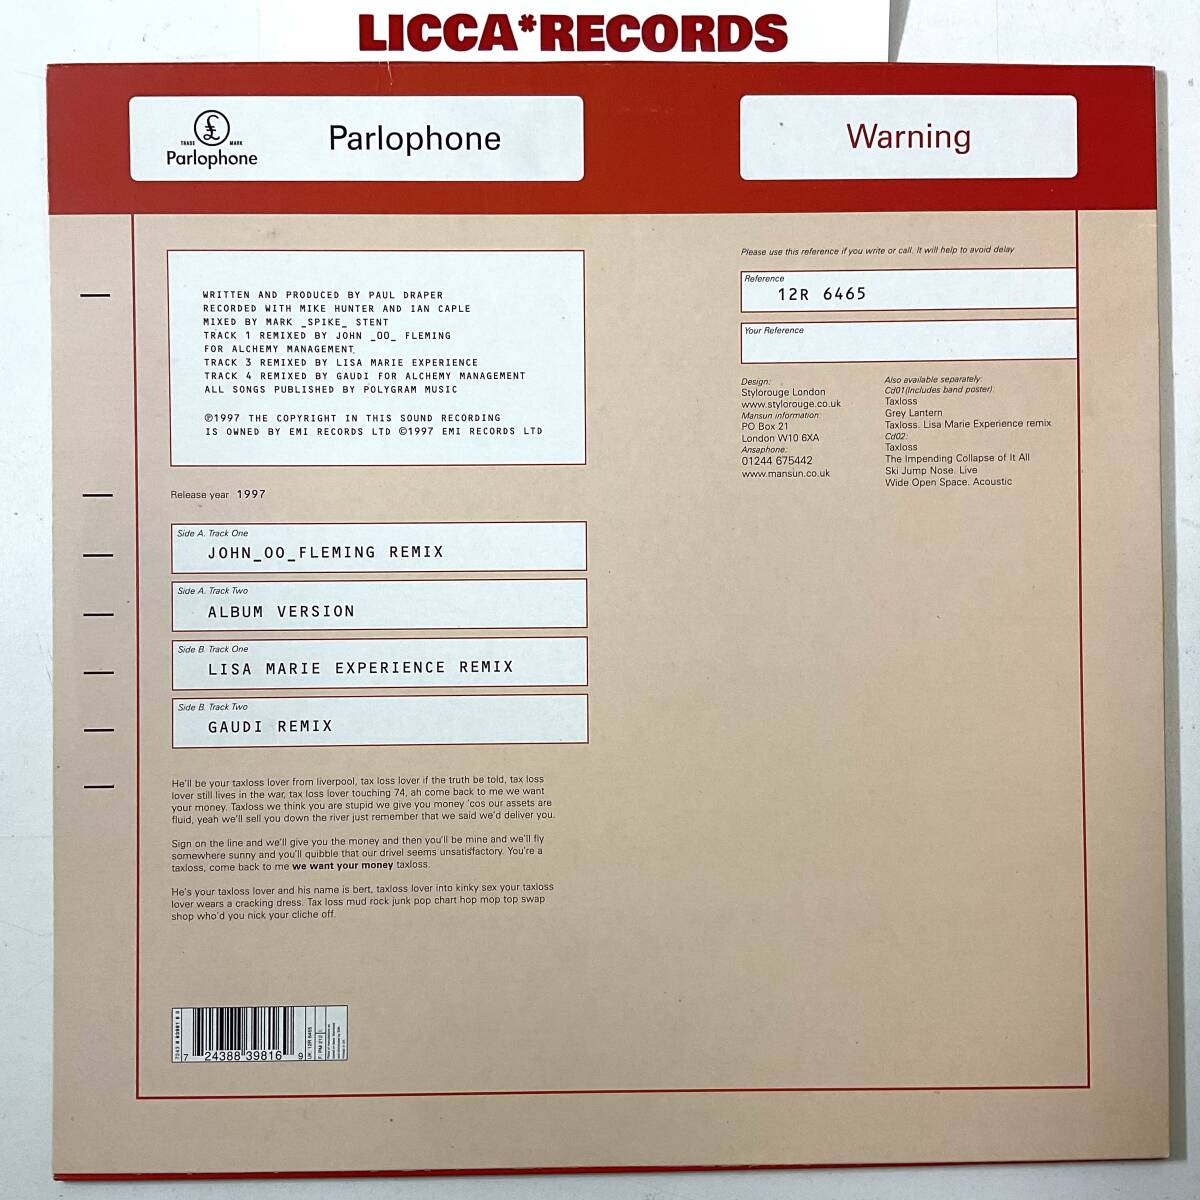 LICCA*RECORDS
£
TRADE MARK
Parlophone
Parlophone
Warning
WRITTEN AND PRODUCED BY PAUL DRAPER
RECORDED WITH MIKE HUNTER AND IAN CAPLE
MIXED BY MARK _SPIKE_ STENT
TRACK 1 REMIXED BY JOHN _OO_ FLEMING
FOR ALCHEMY MANAGEMENT.
TRACK 3 REMIXED BY LISA MARIE EXPERIENCE
TRACK 4 REMIXED BY GAUDI FOR ALCHEMY MANAGEMENT
ALL SONGS PUBLISHED BY POLYGRAM MUSIC
℗1997 THE COPYRIGHT IN THIS SOUND RECORDING
IS OWNED BY EMI RECORDS LTD ©1997 EMI RECORDS LTD
Release year 1997
Side A. Track One
JOHN_OO_FLEMING REMIX
Side A. Track Two
ALBUM VERSION
Side B. Track One
LISA MARIE EXPERIENCE REMIX
Side B. Track Two
GAUDI REMIX
He'll be your taxloss lover from liverpool, tax loss lover if the truth be told, tax loss
lover still lives in the war, tax loss lover touching 74, ah come back to me we want
your money. Taxloss we think you are stupid we give you money 'cos our assets are
fluid, yeah we'll sell you down the river just remember that we said we'd deliver you.
Sign on the line and we'll give you the money and then you'll be mine and we'll fly
somewhere sunny and you'll quibble that our drivel seems unsatisfactory. You're a
taxloss, come back to me we want your money taxloss.
He's your taxloss lover and his name is bert, taxloss lover into kinky sex your taxloss
lover wears a cracking dress. Tax loss mud rock junk pop chart hop mop top swap
shop who'd you nick your cliche off.
Please use this reference if you write or call. It will help to avoid delay
Reference
12R 6465
Your Reference
Design:
Stylorouge London
www.stylorouge.co.uk
Mansun information:
PO Box 21
London W10 6XA
Ansaphone:
01244 675442
www.mansun.co.uk
Also available separately:
Cd01(Includes band poster):
Taxloss
Grey Lantern
Taxloss. Lisa Marie Experience remix
Cd02:
Taxloss
The Impending Collapse of It All
Ski Jump Nose. Live
Wide Open Space. Acoustic
7 24388 39816 9
UK: 12R 6465